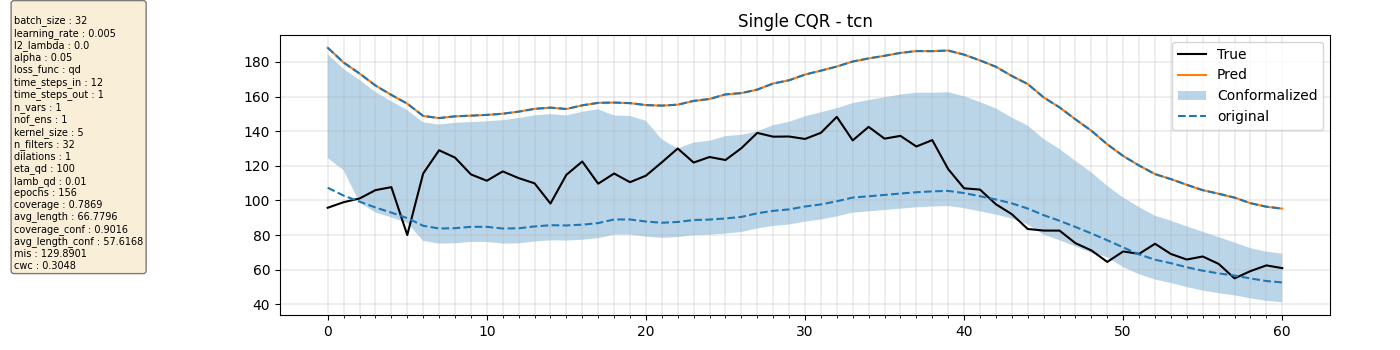 batch_size : 32
learning_rate : 0.005
l2_lambda : 0.0
alpha : 0.05
loss_func : qd
time_steps_in : 12
time_steps_out : 1
n_vars : 1
nof_ens : 1
kernel_size : 5
n_filters : 32
dilations : 1
eta_qd : 100
lamb_qd : 0.01
epochs : 156
coverage : 0.7869
avg_length : 66.7796
coverage_conf : 0.9016
avg_length_conf : 57.6168
mis : 129.8901
cwc : 0.3048
Single CQR - tcn
True
Pred
Conformalized
original
180
160
140
120
100
80
60
40
0 10 20 30 40 50 60